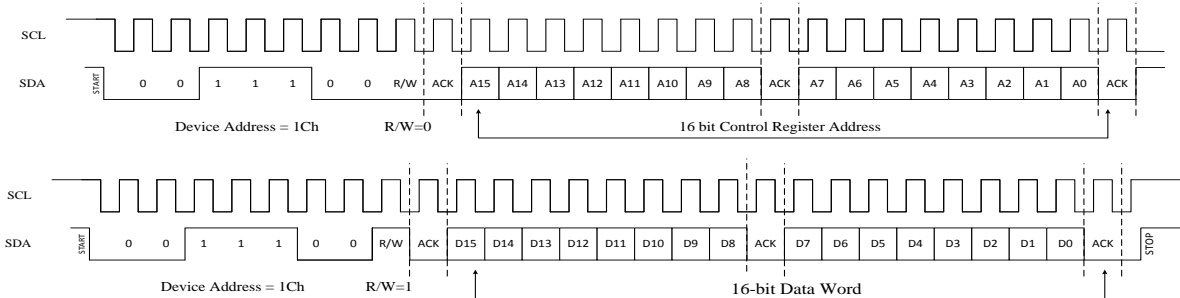 SCL
SDA START 0 0 1 1 1 0 0 R/W ACK A15 A14 A13 A12 A11 A10 A9 A8 ACK A7 A6 A5 A4 A3 A2 A1 A0 ACK
Device Address = 1Ch R/W=0 16 bit Control Register Address
SCL
SDA START 0 0 1 1 1 0 0 R/W ACK D15 D14 D13 D12 D11 D10 D9 D8 ACK D7 D6 D5 D4 D3 D2 D1 D0 ACK STOP
Device Address = 1Ch R/W=1 16-bit Data Word